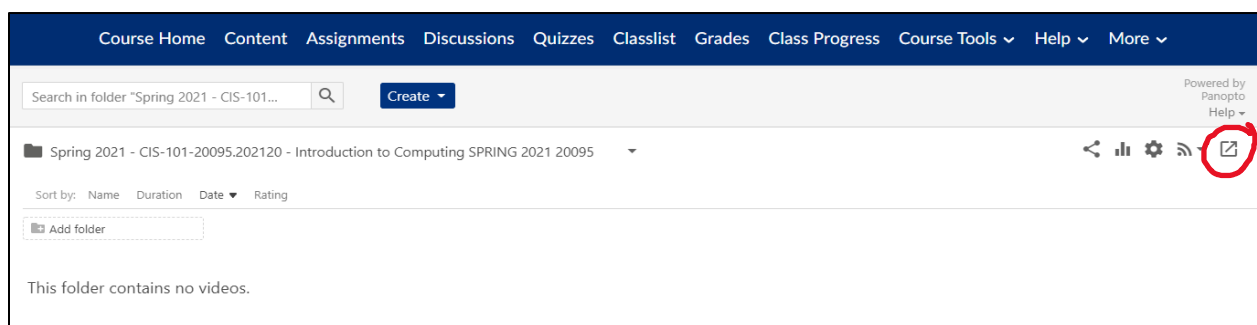 Course Home Content Assignments Discussions Quizzes Classlist Grades Class Progress Course Tools Help More
Search in folder "Spring 2021 - CIS-101... Create
Powered by
Panopto
Help
Spring 2021 - CIS-101-20095.202120 - Introduction to Computing SPRING 2021 20095
Sort by: Name Duration Date Rating
Add folder
This folder contains no videos.